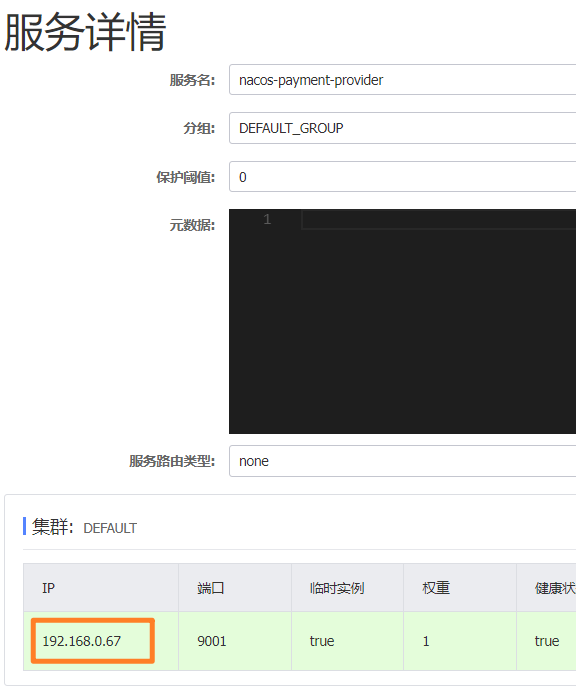 服务详情
服务名: nacos-payment-provider
分组: DEFAULT_GROUP
保护阈值: 0
元数据: 1
服务路由类型: none
集群: DEFAULT
IP 端口 临时实例 权重 健康状
192.168.0.67 9001 true 1 true